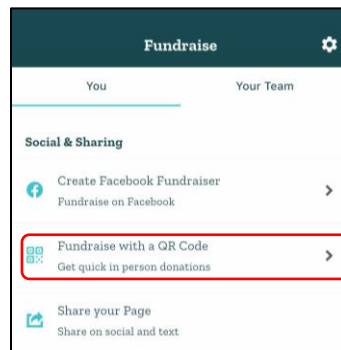 Fundraise
You Your Team
Social & Sharing
Create Facebook Fundraiser
Fundraise on Facebook
Fundraise with a QR Code
Get quick in person donations
Share your Page
Share on social and text